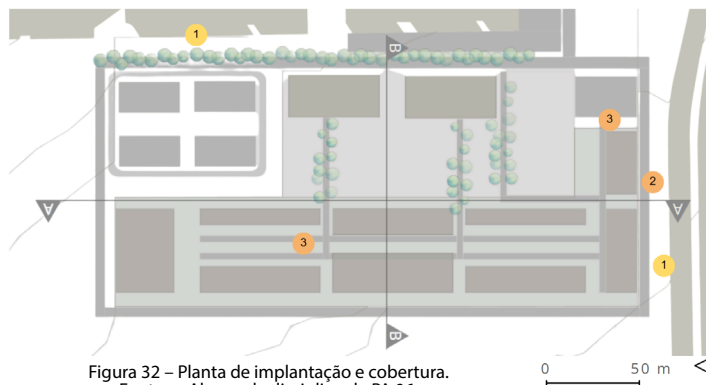 1
B
3
2
A
A
3
1
B
Figura 32 – Planta de implantação e cobertura.
0 50 m